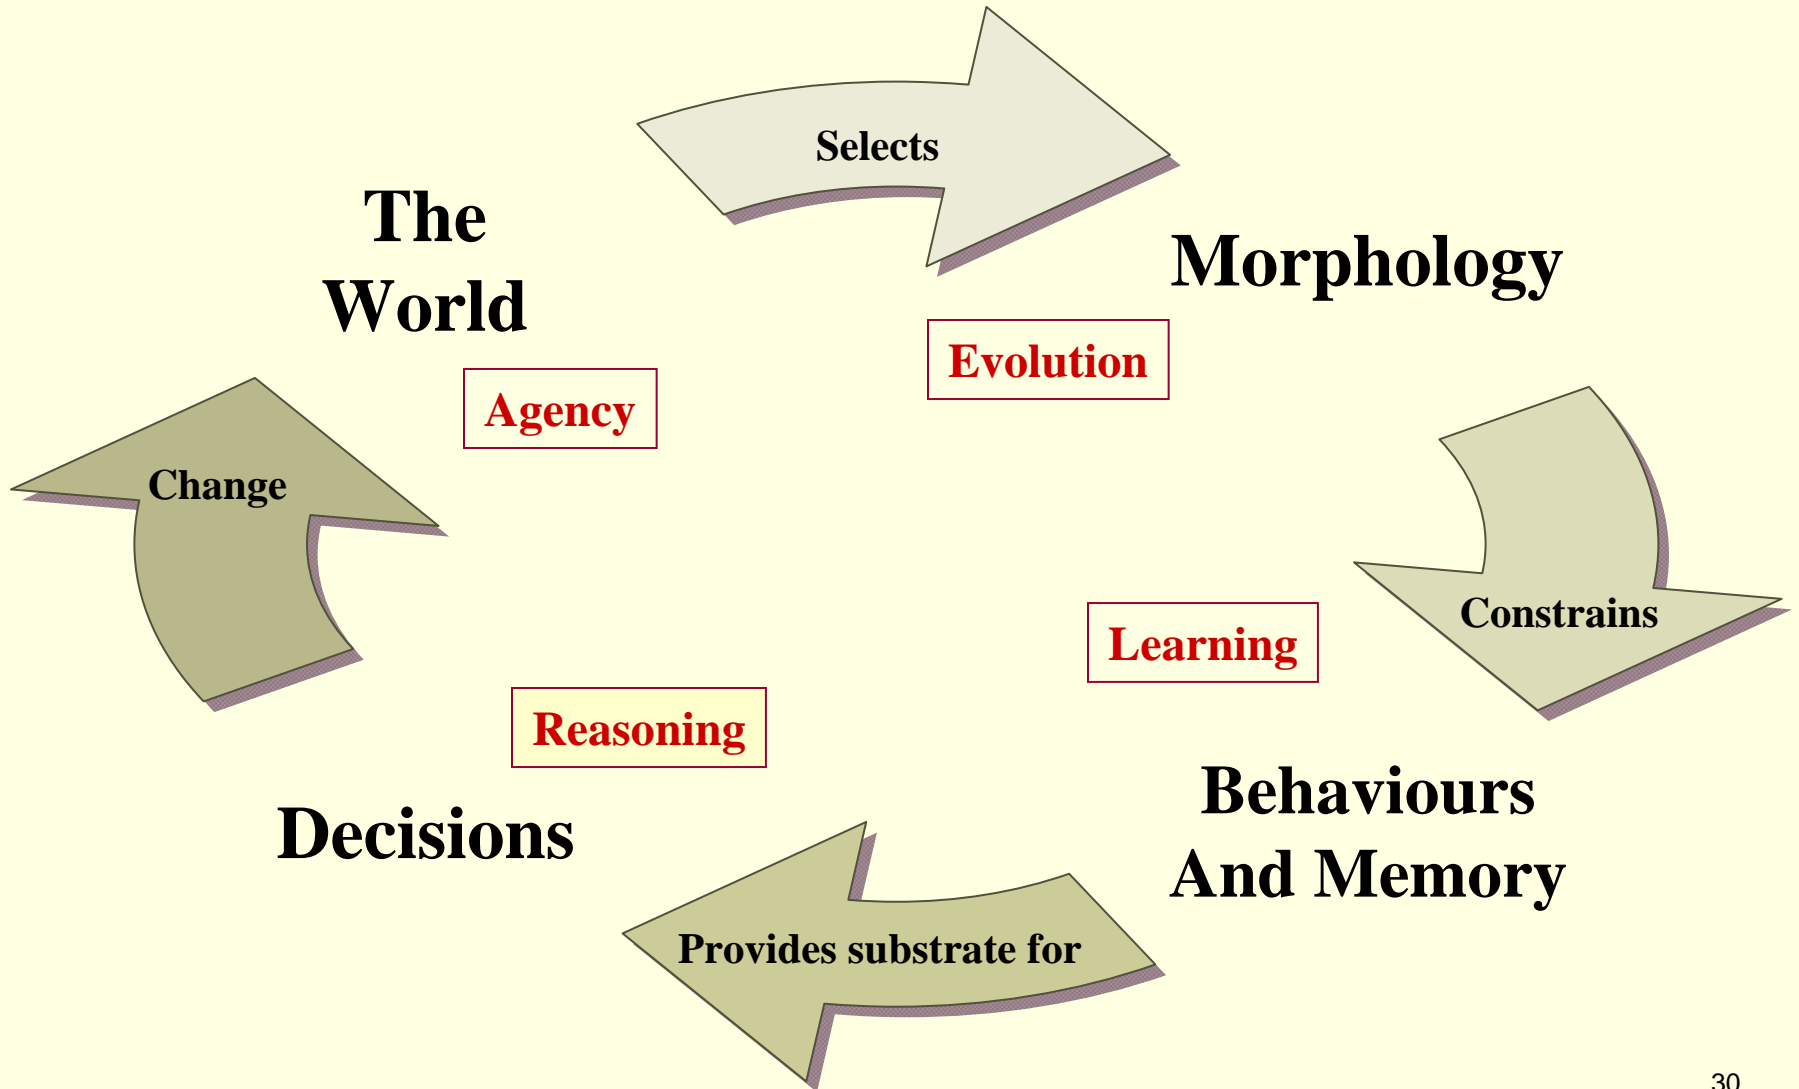 Selects
The
World
Morphology
Evolution
Agency
Change
Constrains
Learning
Reasoning
Behaviours
And Memory
Decisions
Provides substrate for
30